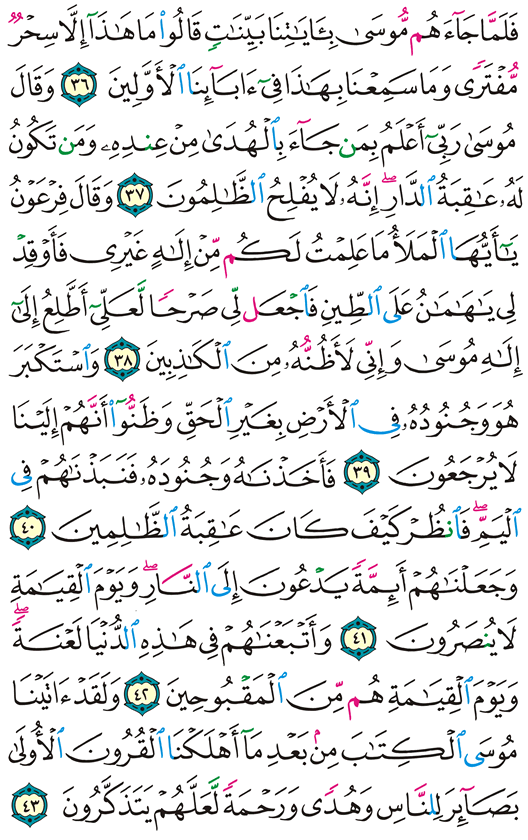 فَلَمَّا جَآءَهُم مُّوسَىٰ بِـَٔايَٰتِنَا بَيِّنَٰتٍ قَالُوا۟ مَا هَٰذَآ إِلَّا سِحْرٌ
مُّفْتَرًى وَمَا سَمِعْنَا بِهَٰذَا فِىٓ ءَابَآئِنَا ٱلْأَوَّلِينَ ٣٦ وَقَالَ
مُوسَىٰ رَبِّىٓ أَعْلَمُ بِمَن جَآءَ بِٱلْهُدَىٰ مِنْ عِندِهِۦ وَمَن تَكُونُ
لَهُۥ عَٰقِبَةُ ٱلدَّارِ ۖ إِنَّهُۥ لَا يُفْلِحُ ٱلظَّٰلِمُونَ ٣٧ وَقَالَ فِرْعَوْنُ
يَٰٓأَيُّهَا ٱلْمَلَأُ مَا عَلِمْتُ لَكُم مِّنْ إِلَٰهٍ غَيْرِى فَأَوْقِدْ
لِى يَٰهَٰمَٰنُ عَلَى ٱلطِّينِ فَٱجْعَل لِّى صَرْحًا لَّعَلِّىٓ أَطَّلِعُ إِلَىٰٓ
إِلَٰهِ مُوسَىٰ وَإِنِّى لَأَظُنُّهُۥ مِنَ ٱلْكَٰذِبِينَ ٣٨ وَٱسْتَكْبَرَ
هُوَ وَجُنُودُهُۥ فِى ٱلْأَرْضِ بِغَيْرِ ٱلْحَقِّ وَظَنُّوٓا۟ أَنَّهُمْ إِلَيْنَا
لَا يُرْجَعُونَ ٣٩ فَأَخَذْنَٰهُ وَجُنُودَهُۥ فَنَبَذْنَٰهُمْ فِى
ٱلْيَمِّ ۖ فَٱنظُرْ كَيْفَ كَانَ عَٰقِبَةُ ٱلظَّٰلِمِينَ ٤٠
وَجَعَلْنَٰهُمْ أَئِمَّةً يَدْعُونَ إِلَى ٱلنَّارِ ۖ وَيَوْمَ ٱلْقِيَٰمَةِ
لَا يُنصَرُونَ ٤١ وَأَتْبَعْنَٰهُمْ فِى هَٰذِهِ ٱلدُّنْيَا لَعْنَةً ۖ
وَيَوْمَ ٱلْقِيَٰمَةِ هُم مِّنَ ٱلْمَقْبُوحِينَ ٤٢ وَلَقَدْ ءَاتَيْنَا
مُوسَى ٱلْكِتَٰبَ مِنۢ بَعْدِ مَآ أَهْلَكْنَا ٱلْقُرُونَ ٱلْأُولَىٰ
بَصَآئِرَ لِلنَّاسِ وَهُدًى وَرَحْمَةً لَّعَلَّهُمْ يَتَذَكَّرُونَ ٤٣